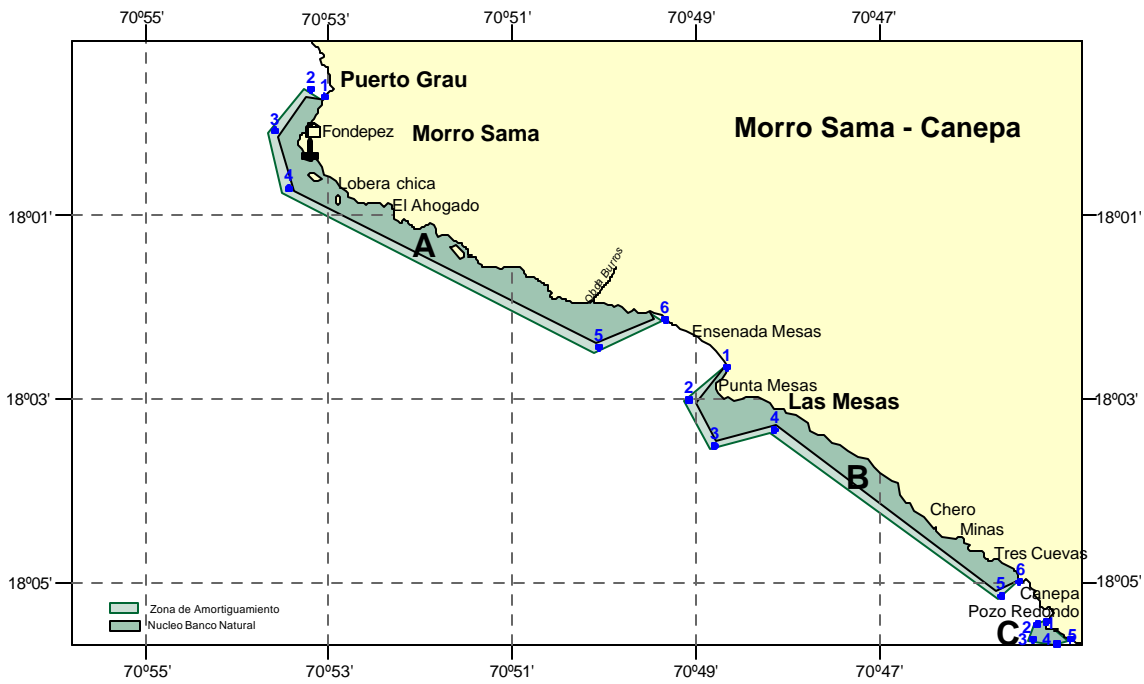 70º55'
70º53'
70º51'
70º49'
70º47'
2
1
Puerto Grau
3
Fondepez
Morro Sama
Morro Sama - Canepa
4
Lobera chica
El Ahogado
18º01'
18º01'
A
Qbda Burros
6
5
Ensenada Mesas
1
2
Punta Mesas
18º03'
18º03'
Las Mesas
4
3
B
Chero
Minas
Tres Cuevas
18º05'
18º05'
6
5
Canepa
Pozo Redondo
Zona de Amortiguamiento
Nucleo Banco Natural
C
2
1
3
4
5
70º55'
70º53'
70º51'
70º49'
70º47'